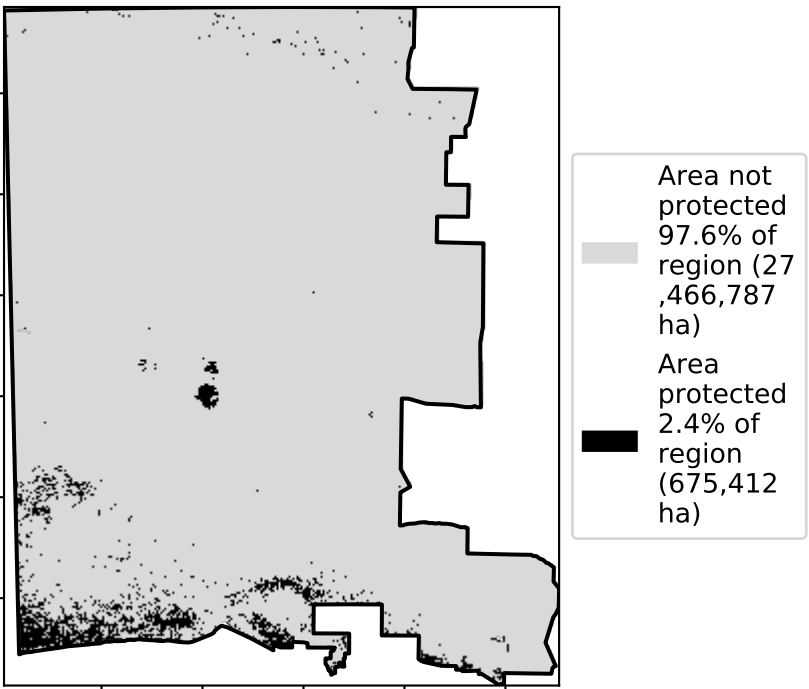 Area not
protected
97.6% of
region (27
,466,787
ha)
Area
protected
2.4% of
region
(675,412
ha)